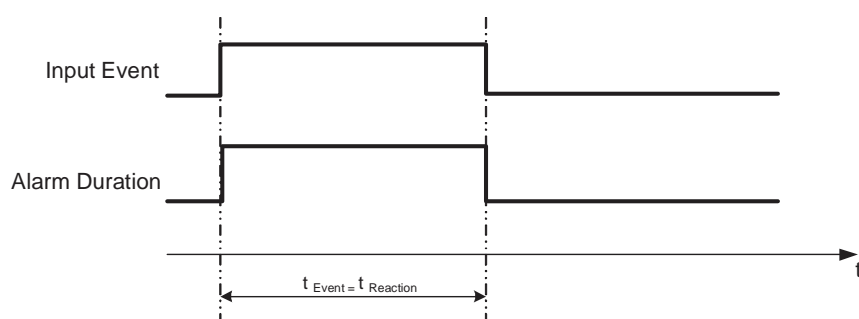 Input Event
Alarm Duration
t
t Event = t Reaction